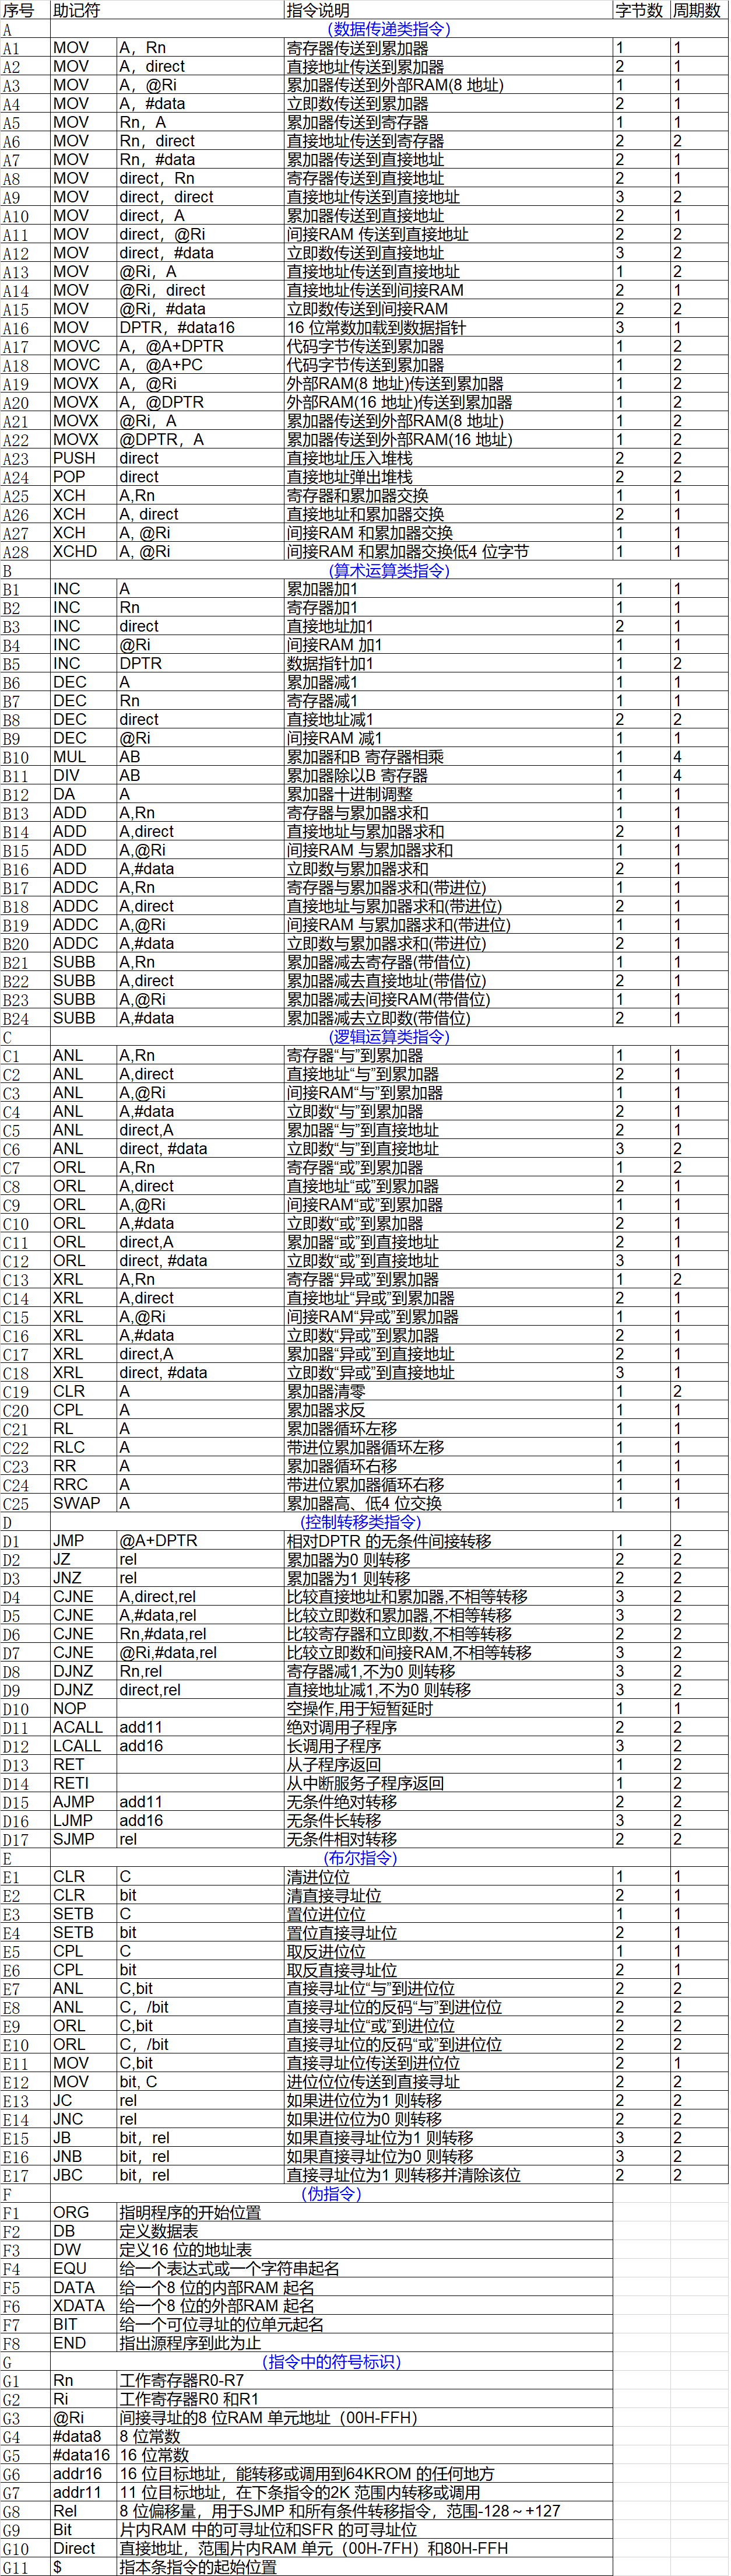 序号 助记符 指令说明 字节数 周期数
A （数据传递类指令）
A1 MOV A，Rn 寄存器传送到累加器 1 1
A2 MOV A，direct 直接地址传送到累加器 2 1
A3 MOV A，@Ri 累加器传送到外部RAM(8 地址) 1 1
A4 MOV A，#data 立即数传送到累加器 2 1
A5 MOV Rn，A 累加器传送到寄存器 1 1
A6 MOV Rn，direct 直接地址传送到寄存器 2 2
A7 MOV Rn，#data 累加器传送到直接地址 2 1
A8 MOV direct，Rn 寄存器传送到直接地址 2 1
A9 MOV direct，direct 直接地址传送到直接地址 3 2
A10 MOV direct，A 累加器传送到直接地址 2 1
A11 MOV direct，@Ri 间接RAM 传送到直接地址 2 2
A12 MOV direct，#data 立即数传送到直接地址 3 2
A13 MOV @Ri，A 直接地址传送到直接地址 1 2
A14 MOV @Ri，direct 直接地址传送到间接RAM 2 1
A15 MOV @Ri，#data 立即数传送到间接RAM 2 2
A16 MOV DPTR，#data16 16 位常数加载到数据指针 3 1
A17 MOVC A，@A+DPTR 代码字节传送到累加器 1 2
A18 MOVC A，@A+PC 代码字节传送到累加器 1 2
A19 MOVX A，@Ri 外部RAM(8 地址)传送到累加器 1 2
A20 MOVX A，@DPTR 外部RAM(16 地址)传送到累加器 1 2
A21 MOVX @Ri，A 累加器传送到外部RAM(8 地址) 1 2
A22 MOVX @DPTR，A 累加器传送到外部RAM(16 地址) 1 2
A23 PUSH direct 直接地址压入堆栈 2 2
A24 POP direct 直接地址弹出堆栈 2 2
A25 XCH A,Rn 寄存器和累加器交换 1 1
A26 XCH A, direct 直接地址和累加器交换 2 1
A27 XCH A, @Ri 间接RAM 和累加器交换 1 1
A28 XCHD A, @Ri 间接RAM 和累加器交换低4 位字节 1 1
B (算术运算类指令)
B1 INC A 累加器加1 1 1
B2 INC Rn 寄存器加1 1 1
B3 INC direct 直接地址加1 2 1
B4 INC @Ri 间接RAM 加1 1 1
B5 INC DPTR 数据指针加1 1 2
B6 DEC A 累加器减1 1 1
B7 DEC Rn 寄存器减1 1 1
B8 DEC direct 直接地址减1 2 2
B9 DEC @Ri 间接RAM 减1 1 1
B10 MUL AB 累加器和B 寄存器相乘 1 4
B11 DIV AB 累加器除以B 寄存器 1 4
B12 DA A 累加器十进制调整 1 1
B13 ADD A,Rn 寄存器与累加器求和 1 1
B14 ADD A,direct 直接地址与累加器求和 2 1
B15 ADD A,@Ri 间接RAM 与累加器求和 1 1
B16 ADD A,#data 立即数与累加器求和 2 1
B17 ADDC A,Rn 寄存器与累加器求和(带进位) 1 1
B18 ADDC A,direct 直接地址与累加器求和(带进位) 2 1
B19 ADDC A,@Ri 间接RAM 与累加器求和(带进位) 1 1
B20 ADDC A,#data 立即数与累加器求和(带进位) 2 1
B21 SUBB A,Rn 累加器减去寄存器(带借位) 1 1
B22 SUBB A,direct 累加器减去直接地址(带借位) 2 1
B23 SUBB A,@Ri 累加器减去间接RAM(带借位) 1 1
B24 SUBB A,#data 累加器减去立即数(带借位) 2 1
C (逻辑运算类指令)
C1 ANL A,Rn 寄存器“与”到累加器 1 1
C2 ANL A,direct 直接地址“与”到累加器 2 1
C3 ANL A,@Ri 间接RAM“与”到累加器 1 1
C4 ANL A,#data 立即数“与”到累加器 2 1
C5 ANL direct,A 累加器“与”到直接地址 2 1
C6 ANL direct, #data 立即数“与”到直接地址 3 2
C7 ORL A,Rn 寄存器“或”到累加器 1 2
C8 ORL A,direct 直接地址“或”到累加器 2 1
C9 ORL A,@Ri 间接RAM“或”到累加器 1 1
C10 ORL A,#data 立即数“或”到累加器 2 1
C11 ORL direct,A 累加器“或”到直接地址 2 1
C12 ORL direct, #data 立即数“或”到直接地址 3 1
C13 XRL A,Rn 寄存器“异或”到累加器 1 2
C14 XRL A,direct 直接地址“异或”到累加器 2 1
C15 XRL A,@Ri 间接RAM“异或”到累加器 1 1
C16 XRL A,#data 立即数“异或”到累加器 2 1
C17 XRL direct,A 累加器“异或”到直接地址 2 1
C18 XRL direct, #data 立即数“异或”到直接地址 3 1
C19 CLR A 累加器清零 1 2
C20 CPL A 累加器求反 1 1
C21 RL A 累加器循环左移 1 1
C22 RLC A 带进位累加器循环左移 1 1
C23 RR A 累加器循环右移 1 1
C24 RRC A 带进位累加器循环右移 1 1
C25 SWAP A 累加器高、低4 位交换 1 1
D (控制转移类指令)
D1 JMP @A+DPTR 相对DPTR 的无条件间接转移 1 2
D2 JZ rel 累加器为0 则转移 2 2
D3 JNZ rel 累加器为1 则转移 2 2
D4 CJNE A,direct,rel 比较直接地址和累加器,不相等转移 3 2
D5 CJNE A,#data,rel 比较立即数和累加器,不相等转移 3 2
D6 CJNE Rn,#data,rel 比较寄存器和立即数,不相等转移 2 2
D7 CJNE @Ri,#data,rel 比较立即数和间接RAM,不相等转移 3 2
D8 DJNZ Rn,rel 寄存器减1,不为0 则转移 3 2
D9 DJNZ direct,rel 直接地址减1,不为0 则转移 3 2
D10 NOP 空操作,用于短暂延时 1 1
D11 ACALL add11 绝对调用子程序 2 2
D12 LCALL add16 长调用子程序 3 2
D13 RET 从子程序返回 1 2
D14 RETI 从中断服务子程序返回 1 2
D15 AJMP add11 无条件绝对转移 2 2
D16 LJMP add16 无条件长转移 3 2
D17 SJMP rel 无条件相对转移 2 2
E (布尔指令)
E1 CLR C 清进位位 1 1
E2 CLR bit 清直接寻址位 2 1
E3 SETB C 置位进位位 1 1
E4 SETB bit 置位直接寻址位 2 1
E5 CPL C 取反进位位 1 1
E6 CPL bit 取反直接寻址位 2 1
E7 ANL C,bit 直接寻址位“与”到进位位 2 2
E8 ANL C，/bit 直接寻址位的反码“与”到进位位 2 2
E9 ORL C,bit 直接寻址位“或”到进位位 2 2
E10 ORL C，/bit 直接寻址位的反码“或”到进位位 2 2
E11 MOV C,bit 直接寻址位传送到进位位 2 1
E12 MOV bit, C 进位位位传送到直接寻址 2 2
E13 JC rel 如果进位位为1 则转移 2 2
E14 JNC rel 如果进位位为0 则转移 2 2
E15 JB bit，rel 如果直接寻址位为1 则转移 3 2
E16 JNB bit，rel 如果直接寻址位为0 则转移 3 2
E17 JBC bit，rel 直接寻址位为1 则转移并清除该位 2 2
F （伪指令）
F1 ORG 指明程序的开始位置
F2 DB 定义数据表
F3 DW 定义16 位的地址表
F4 EQU 给一个表达式或一个字符串起名
F5 DATA 给一个8 位的内部RAM 起名
F6 XDATA 给一个8 位的外部RAM 起名
F7 BIT 给一个可位寻址的位单元起名
F8 END 指出源程序到此为止
G （指令中的符号标识）
G1 Rn 工作寄存器R0-R7
G2 Ri 工作寄存器R0 和R1
G3 @Ri 间接寻址的8 位RAM 单元地址（00H-FFH）
G4 #data8 8 位常数
G5 #data16 16 位常数
G6 addr16 16 位目标地址，能转移或调用到64KROM 的任何地方
G7 addr11 11 位目标地址，在下条指令的2K 范围内转移或调用
G8 Rel 8 位偏移量，用于SJMP 和所有条件转移指令，范围-128～+127
G9 Bit 片内RAM 中的可寻址位和SFR 的可寻址位
G10 Direct 直接地址，范围片内RAM 单元（00H-7FH）和80H-FFH
G11 $ 指本条指令的起始位置